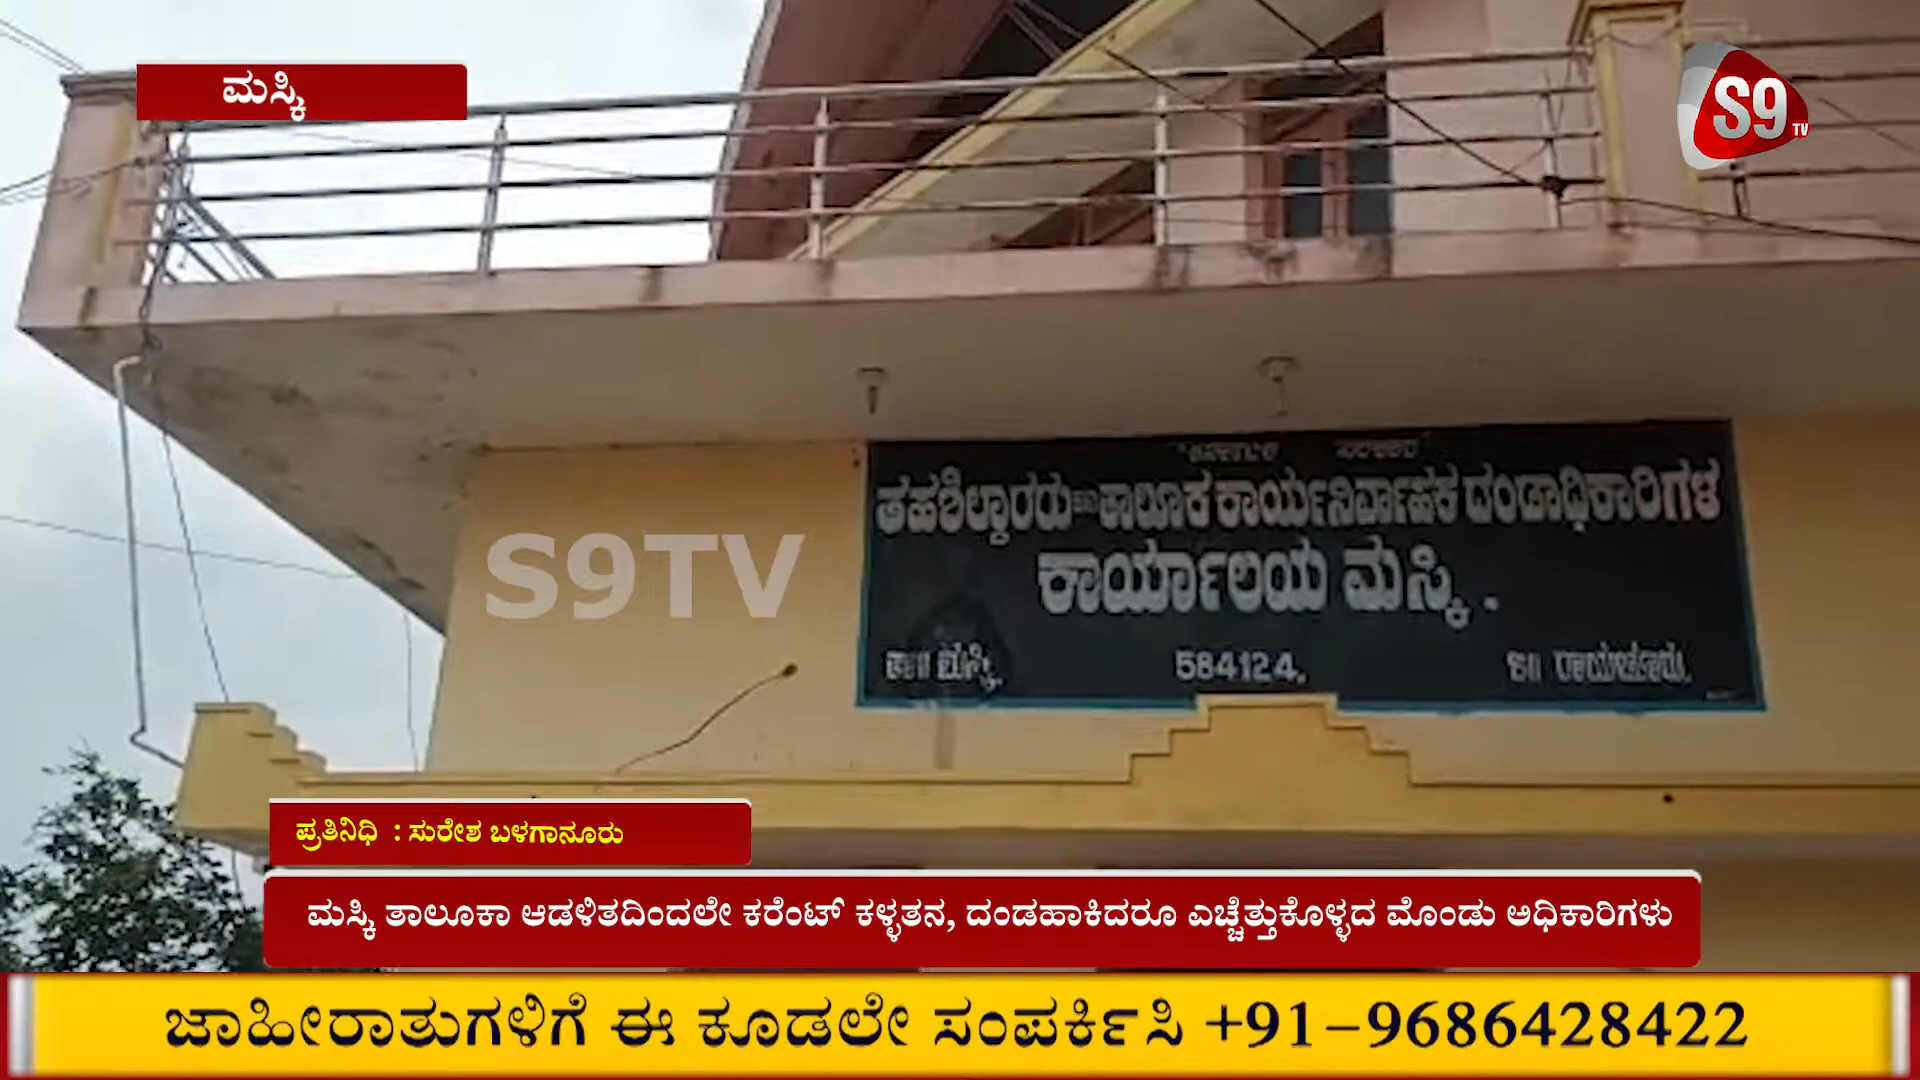 ಮಸ್ಕಿ
S9 TV
ತಹಶಿಲ್ದಾರರು ತಾಲೂಕ ಕಾರ್ಯನಿರ್ವಾಹಕ ದಂಡಾಧಿಕಾರಿಗಳ
ಕಾರ್ಯಾಲಯ ಮಸ್ಕಿ.
S9TV
ತಾ॥ ಮಸ್ಕಿ. 584124. ಜಿ॥ ರಾಯಚೂರು.
ಪ್ರತಿನಿಧಿ : ಸುರೇಶ ಬಳಗಾನೂರು
ಮಸ್ಕಿ ತಾಲೂಕಾ ಆಡಳಿತದಿಂದಲೇ ಕರೆಂಟ್ ಕಳ್ಳತನ, ದಂಡಹಾಕಿದರೂ ಎಚ್ಚೆತ್ತುಕೊಳ್ಳದ ಮೊಂಡು ಅಧಿಕಾರಿಗಳು
ಜಾಹೀರಾತುಗಳಿಗೆ ಈ ಕೂಡಲೇ ಸಂಪರ್ಕಿಸಿ +91-9686428422